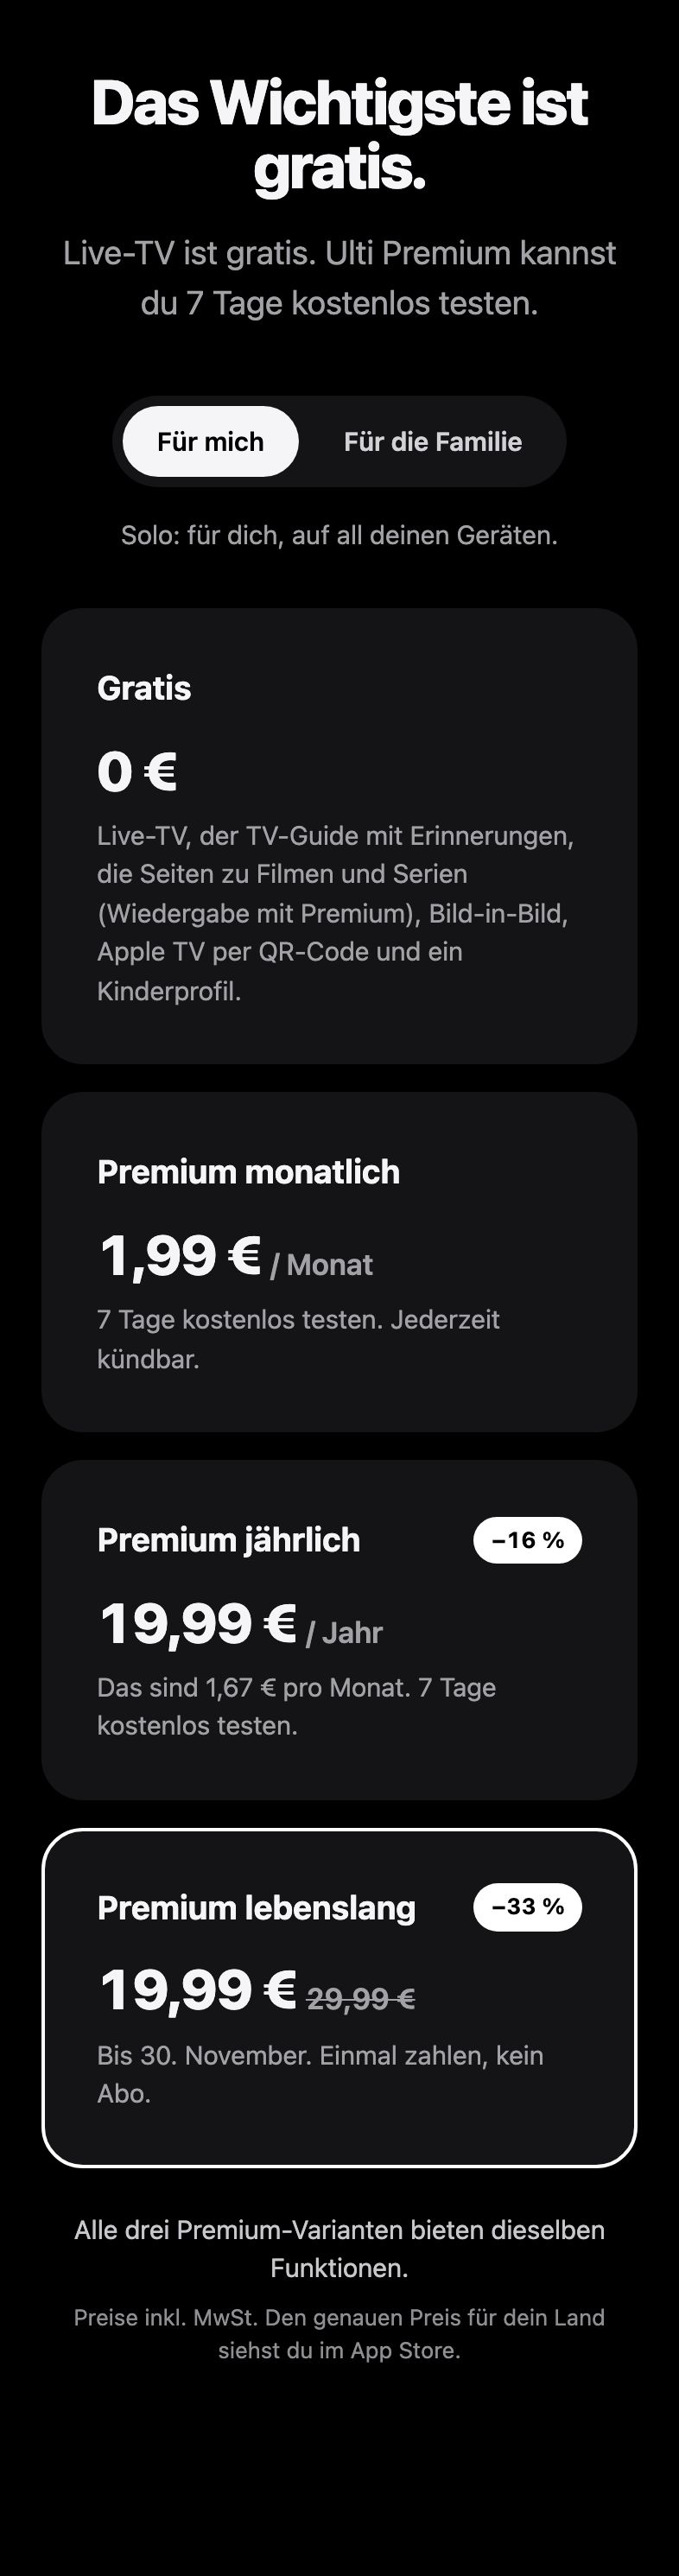 Das Wichtigste ist
gratis.
Live-TV ist gratis. Ulti Premium kannst
du 7 Tage kostenlos testen.
Für mich
Für die Familie
Solo: für dich, auf all deinen Geräten.
Gratis
0 €
Live-TV, der TV-Guide mit Erinnerungen,
die Seiten zu Filmen und Serien
(Wiedergabe mit Premium), Bild-in-Bild,
Apple TV per QR-Code und ein
Kinderprofil.
Premium monatlich
1,99 € / Monat
7 Tage kostenlos testen. Jederzeit
kündbar.
Premium jährlich
−16 %
19,99 € / Jahr
Das sind 1,67 € pro Monat. 7 Tage
kostenlos testen.
Premium lebenslang
−33 %
19,99 € 29,99 €
Bis 30. November. Einmal zahlen, kein
Abo.
Alle drei Premium-Varianten bieten dieselben
Funktionen.
Preise inkl. MwSt. Den genauen Preis für dein Land
siehst du im App Store.